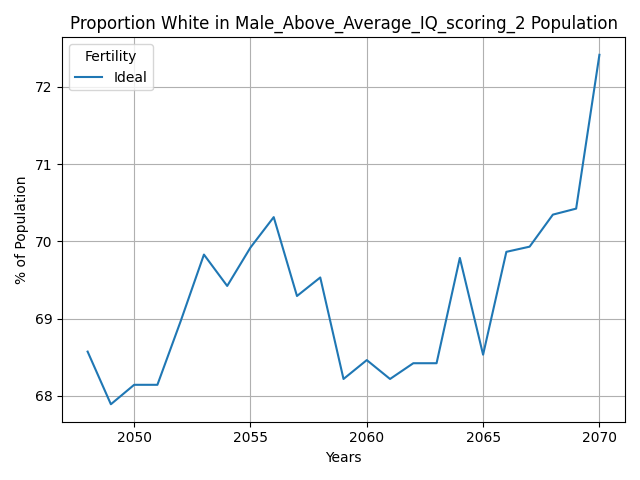 Proportion White in Male_Above_Average_IQ_scoring_2 Population
Fertility
Ideal
% of Population
72
71
70
69
68
2050 2055 2060 2065 2070
Years